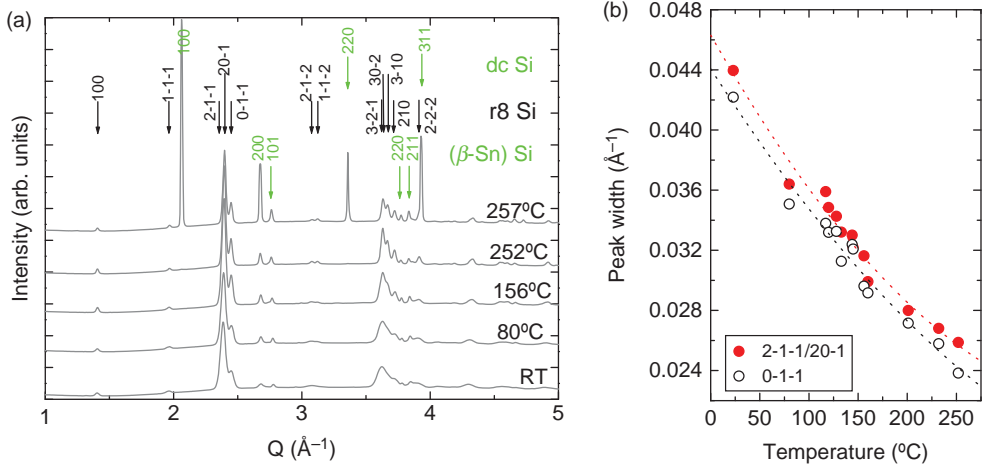 (a)
Intensity (arb. units)
100
1-1-1
100
2-1-1
20-1
0-1-1
200
101
2-1-2
1-1-2
220
3-2-1
30-2
3-10
210
220
211
2-2-2
311
dc Si
r8 Si
(β-Sn) Si
257ºC
252ºC
156ºC
80ºC
RT
1 2 3 4 5
Q (Å⁻¹)
(b)
Peak width (Å⁻¹)
0.048
0.044
0.040
0.036
0.032
0.028
0.024
2-1-1/20-1
0-1-1
0 50 100 150 200 250
Temperature (ºC)